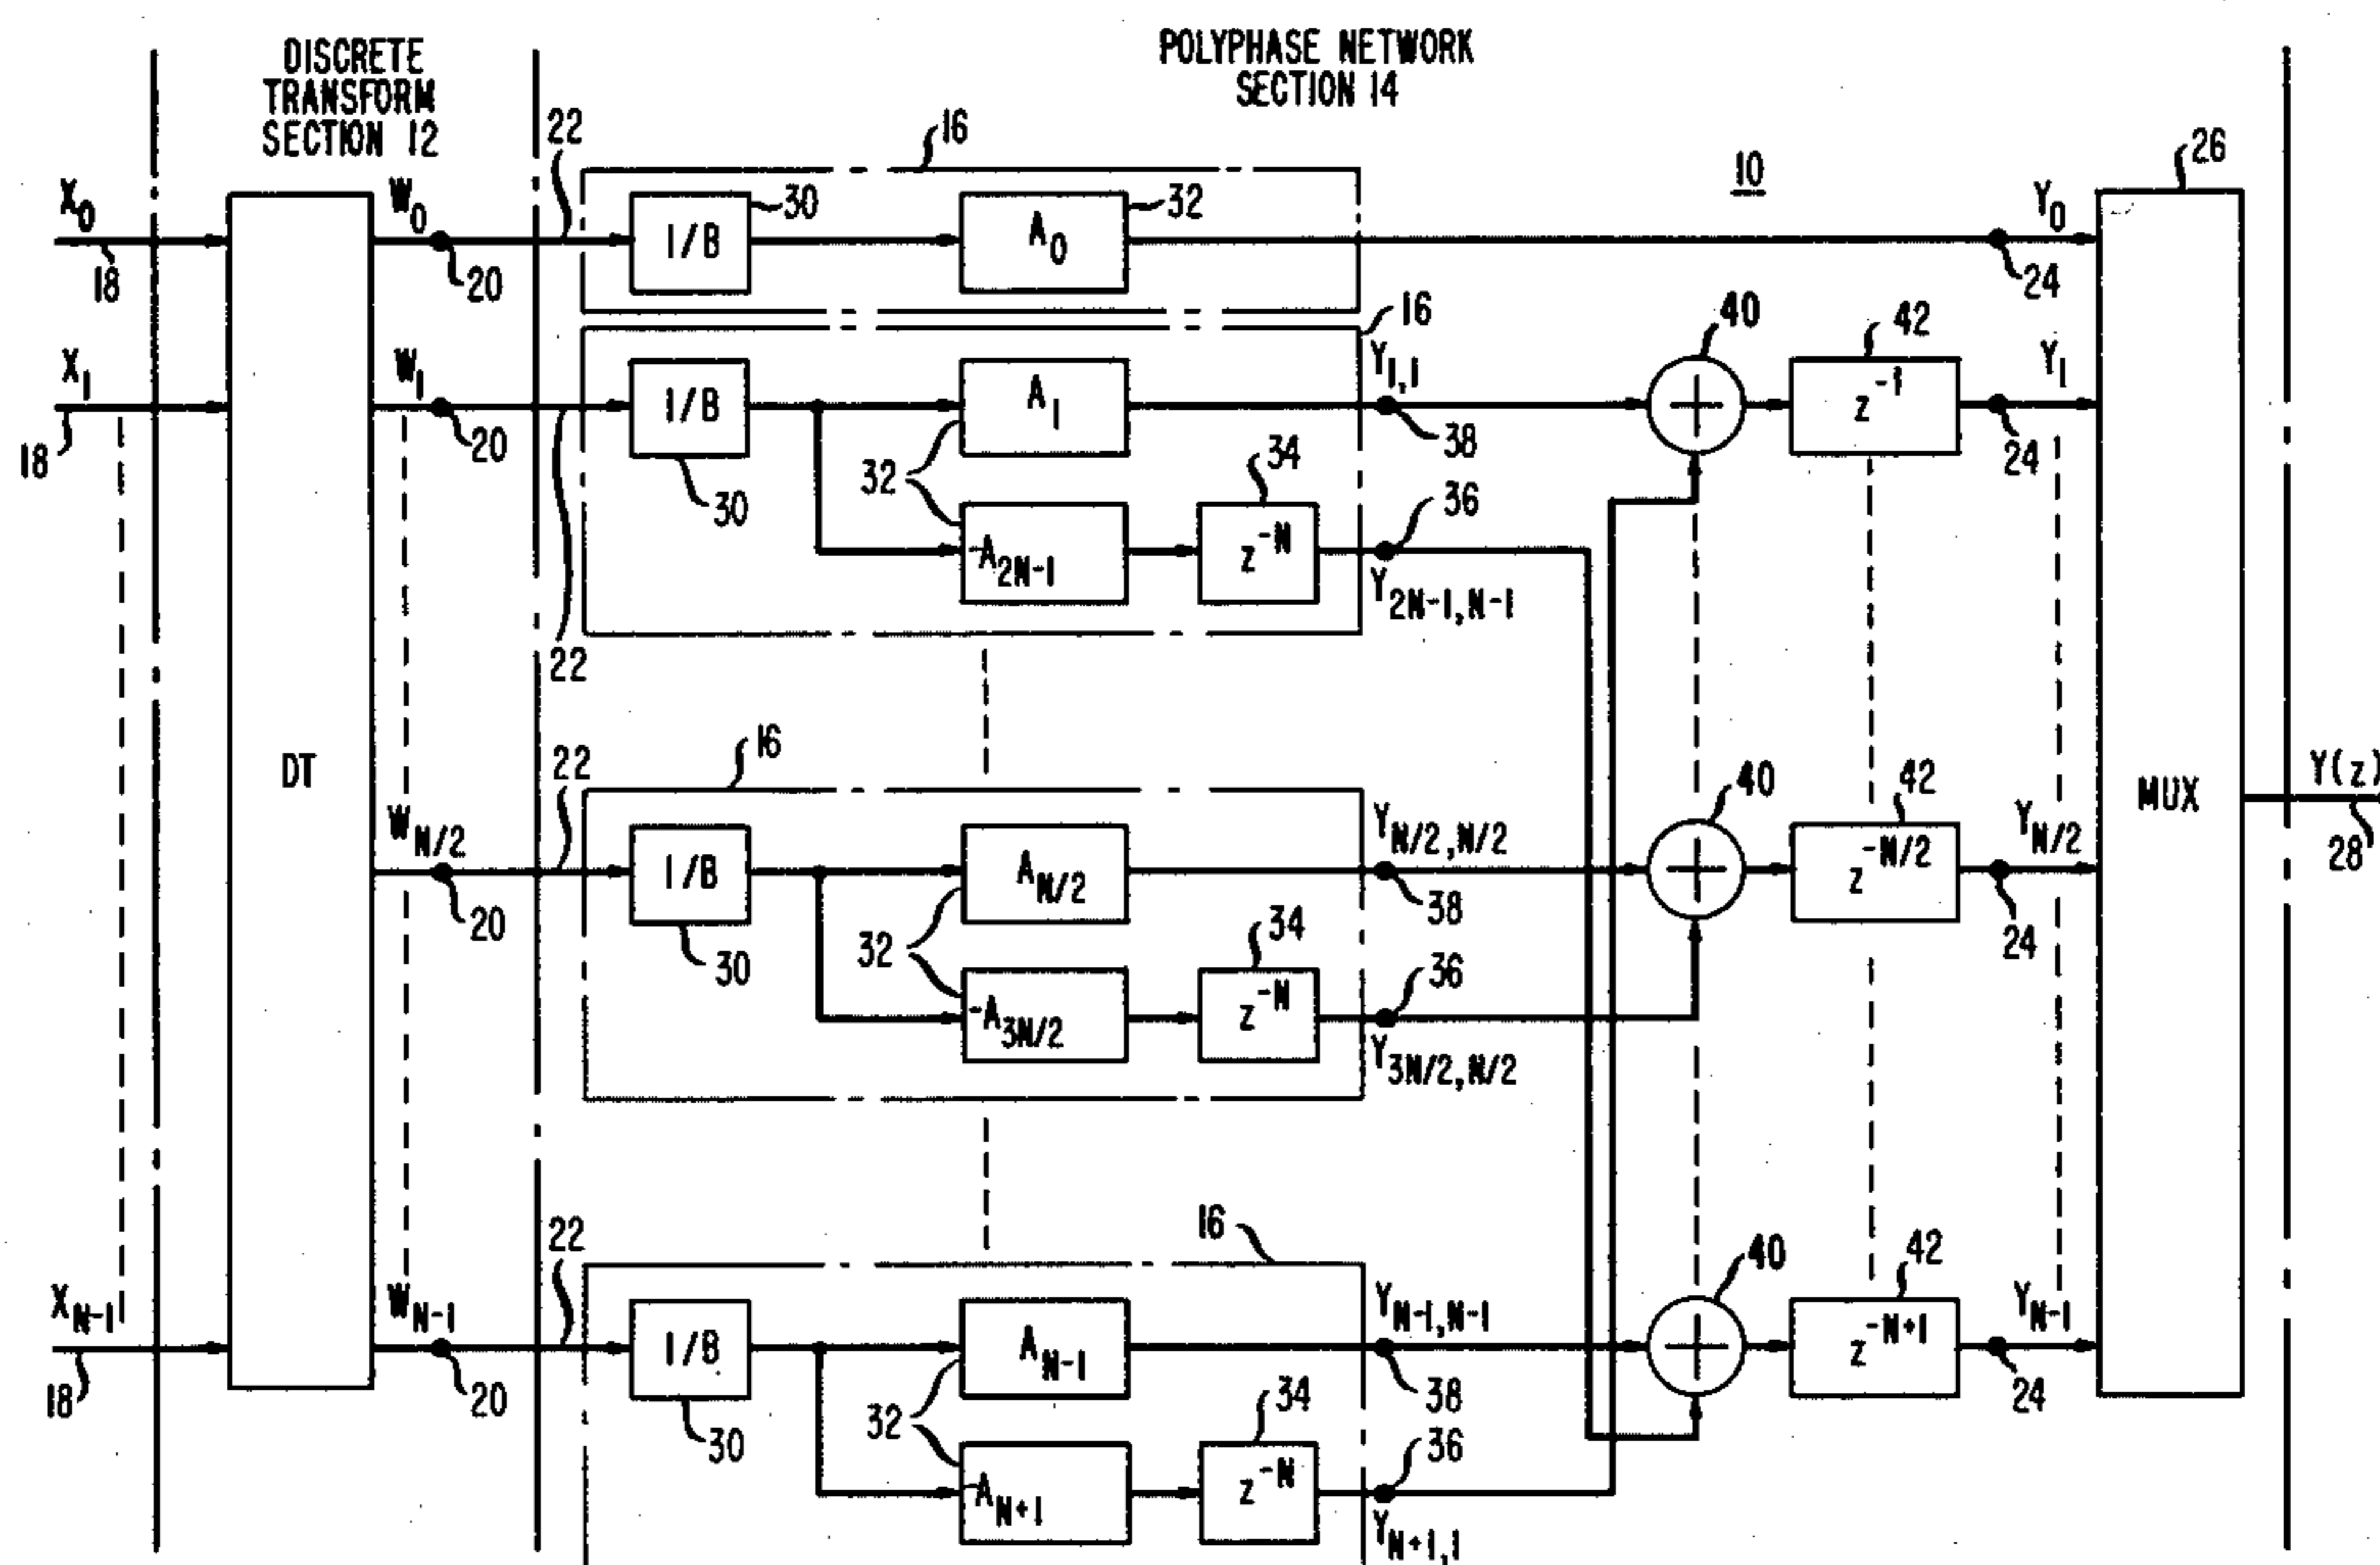 DISCRETE
TRANSFORM
SECTION 12
POLYPHASE NETWORK
SECTION 14
10
X0
18
W0
20
22
16
1/B
30
A0
32
Y0
24
26
X1
18
W1
20
22
16
1/B
30
A1
32
-A2N-1
34
z-N
Y1,1
38
36
Y2N-1,N-1
40
+
42
z-1
Y1
24
DT
WN/2
20
22
16
1/B
30
AN/2
32
-A3N/2
34
z-N
YN/2,N/2
38
36
Y3N/2,N/2
40
+
42
z-N/2
YN/2
24
MUX
Y(z)
28
XN-1
18
WN-1
20
22
16
1/B
30
AN-1
32
-AN+1
34
z-N
YN-1,N-1
38
36
YN+1,1
40
+
42
z-N+1
YN-1
24